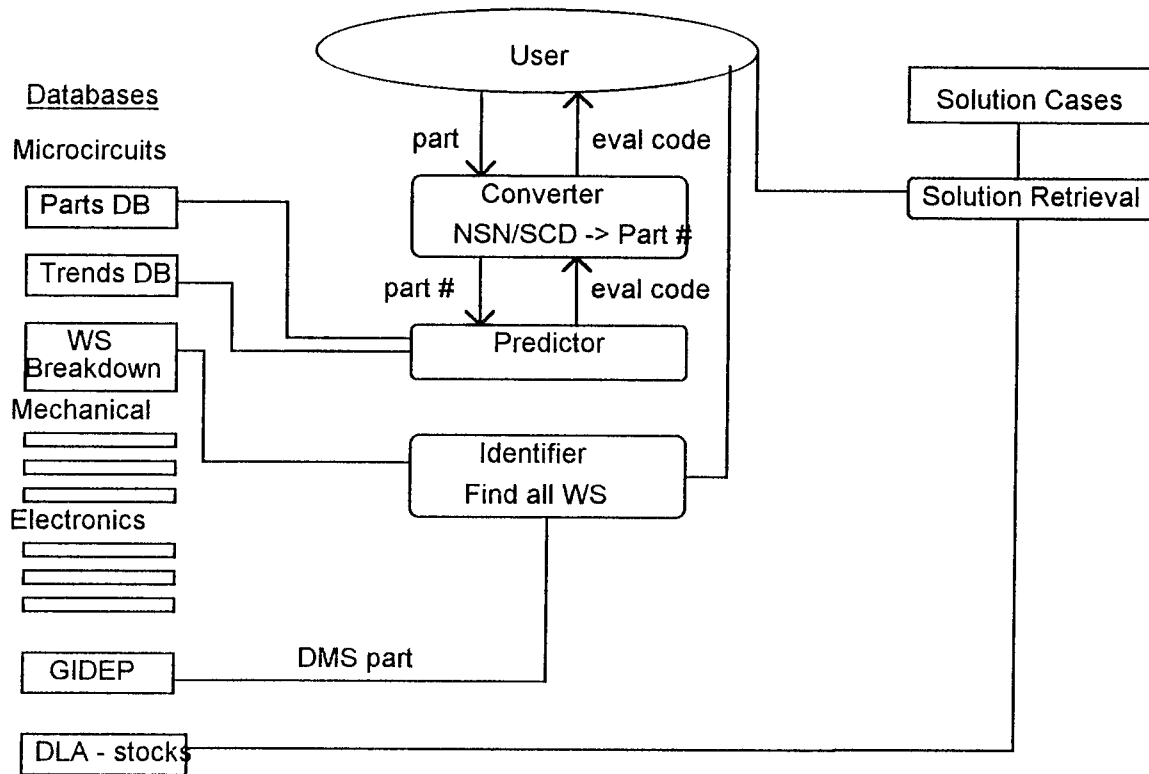 User
Databases
Solution Cases
Microcircuits
part
eval code
Parts DB
Converter
NSN/SCD -> Part #
Solution Retrieval
Trends DB
part #
eval code
WS
Breakdown
Predictor
Mechanical
Identifier
Find all WS
Electronics
GIDEP
DMS part
DLA - stocks